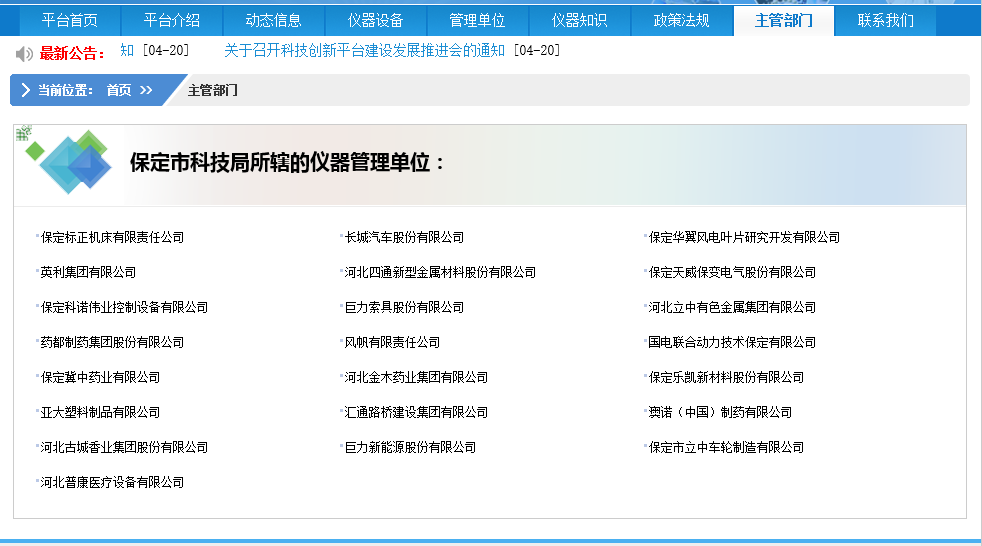 平台首页 平台介绍 动态信息 仪器设备 管理单位 仪器知识 政策法规 主管部门 联系我们
最新公告： 知 [04-20] 关于召开科技创新平台建设发展推进会的通知 [04-20]
当前位置： 首页 >> 主管部门
保定市科技局所辖的仪器管理单位：
保定标正机床有限责任公司 长城汽车股份有限公司 保定华翼风电叶片研究开发有限公司
英利集团有限公司 河北四通新型金属材料股份有限公司 保定天威保变电气股份有限公司
保定科诺伟业控制设备有限公司 巨力索具股份有限公司 河北立中有色金属集团有限公司
药都制药集团股份有限公司 风帆有限责任公司 国电联合动力技术保定有限公司
保定冀中药业有限公司 河北金木药业集团有限公司 保定乐凯新材料股份有限公司
亚大塑料制品有限公司 汇通路桥建设集团有限公司 澳诺（中国）制药有限公司
河北古城香业集团股份有限公司 巨力新能源股份有限公司 保定市立中车轮制造有限公司
河北普康医疗设备有限公司